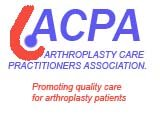 ACPA
ARTHROPLASTY CARE
PRACTITIONERS ASSOCIATION.
Promoting quality care
for arthroplasty patients